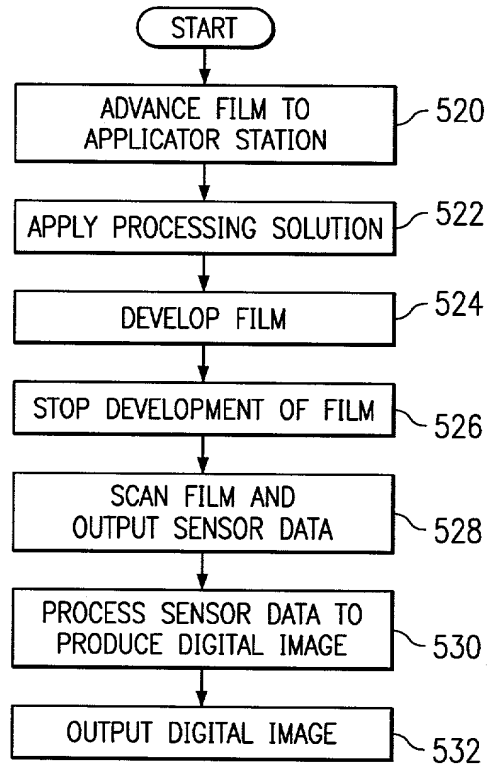 START
ADVANCE FILM TO
APPLICATOR STATION
520
APPLY PROCESSING SOLUTION
522
DEVELOP FILM
524
STOP DEVELOPMENT OF FILM
526
SCAN FILM AND
OUTPUT SENSOR DATA
528
PROCESS SENSOR DATA TO
PRODUCE DIGITAL IMAGE
530
OUTPUT DIGITAL IMAGE
532